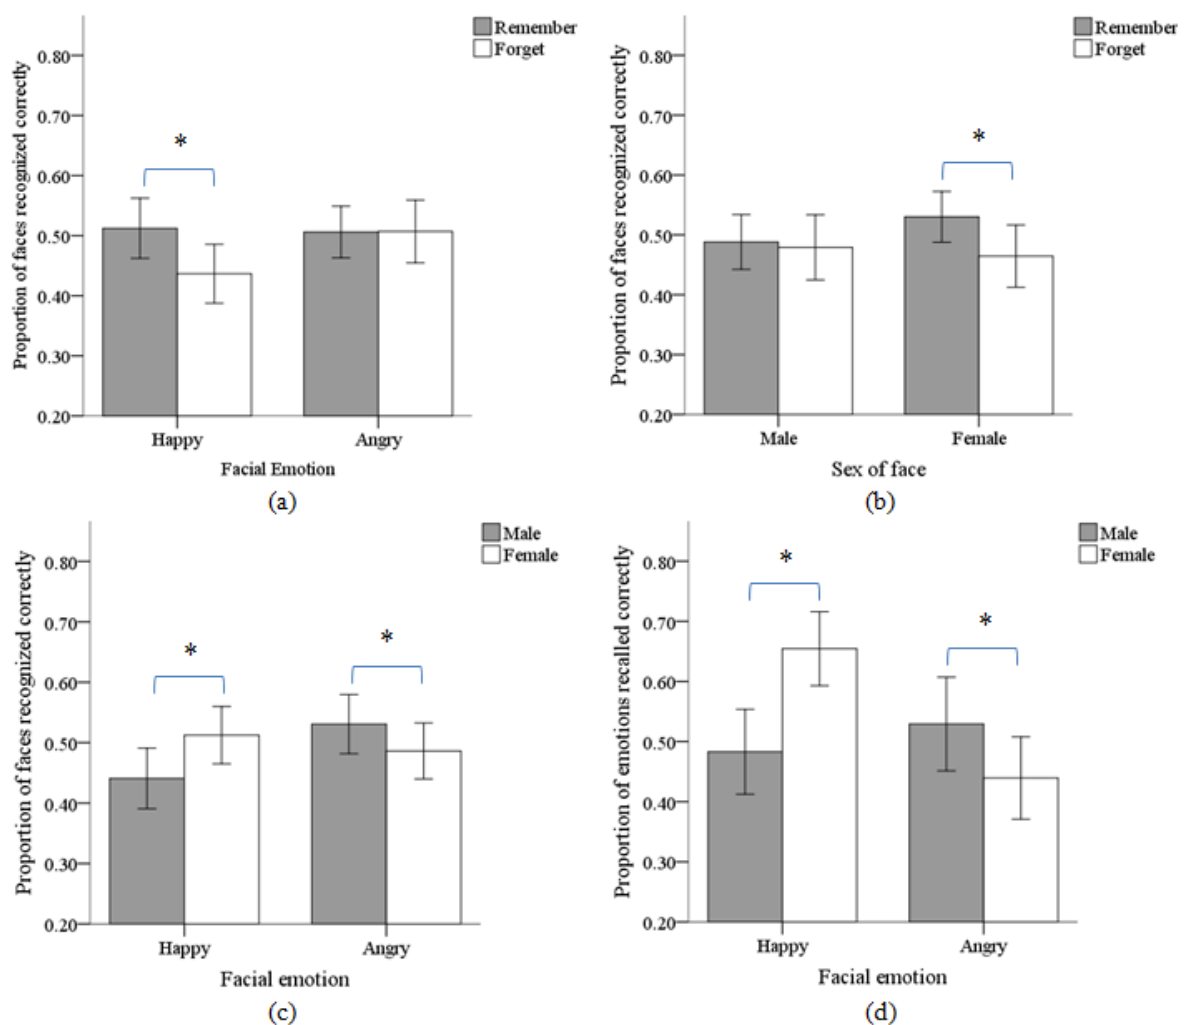 Remember
Forget
Proportion of faces recognized correctly
0.80
0.70
*
0.60
0.50
0.40
0.30
0.20
Happy
Angry
Facial Emotion
(a)
Remember
Forget
Proportion of faces recognized correctly
0.80
0.70
*
0.60
0.50
0.40
0.30
0.20
Male
Female
Sex of face
(b)
Male
Female
Proportion of faces recognized correctly
0.80
0.70
*
*
0.60
0.50
0.40
0.30
0.20
Happy
Angry
Facial emotion
(c)
Male
Female
Proportion of emotions recalled correctly
0.80
*
0.70
*
0.60
0.50
0.40
0.30
0.20
Happy
Angry
Facial emotion
(d)